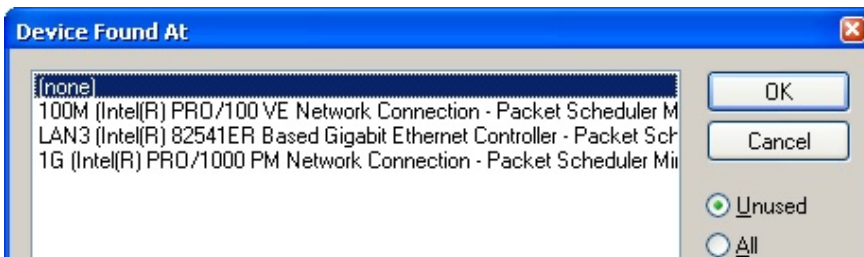 Device Found At
(none)
100M (Intel(R) PRO/100 VE Network Connection - Packet Scheduler M
LAN3 (Intel(R) 82541ER Based Gigabit Ethernet Controller - Packet Sch
1G (Intel(R) PRO/1000 PM Network Connection - Packet Scheduler Mir
OK
Cancel
Unused
All